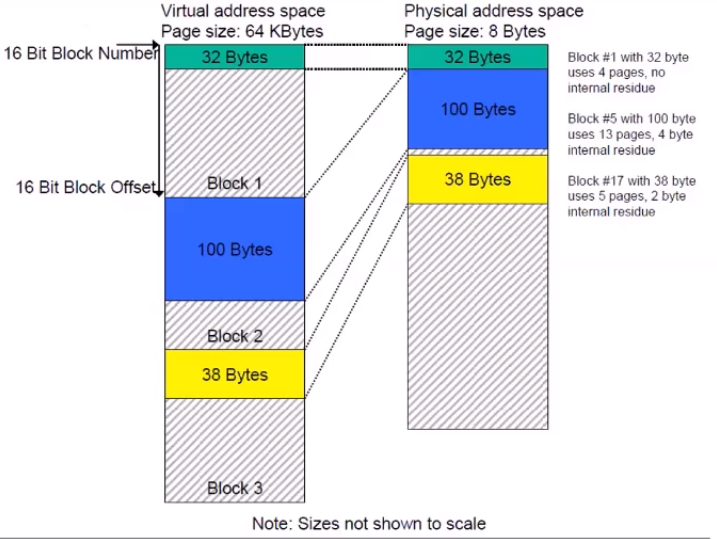 Virtual address space
Page size: 64 KBytes
Physical address space
Page size: 8 Bytes
16 Bit Block Number
32 Bytes
32 Bytes
Block #1 with 32 byte
uses 4 pages, no
internal residue
100 Bytes
Block #5 with 100 byte
uses 13 pages, 4 byte
internal residue
16 Bit Block Offset
Block 1
38 Bytes
Block #17 with 38 byte
uses 5 pages, 2 byte
internal residue
100 Bytes
Block 2
38 Bytes
Block 3
Note: Sizes not shown to scale